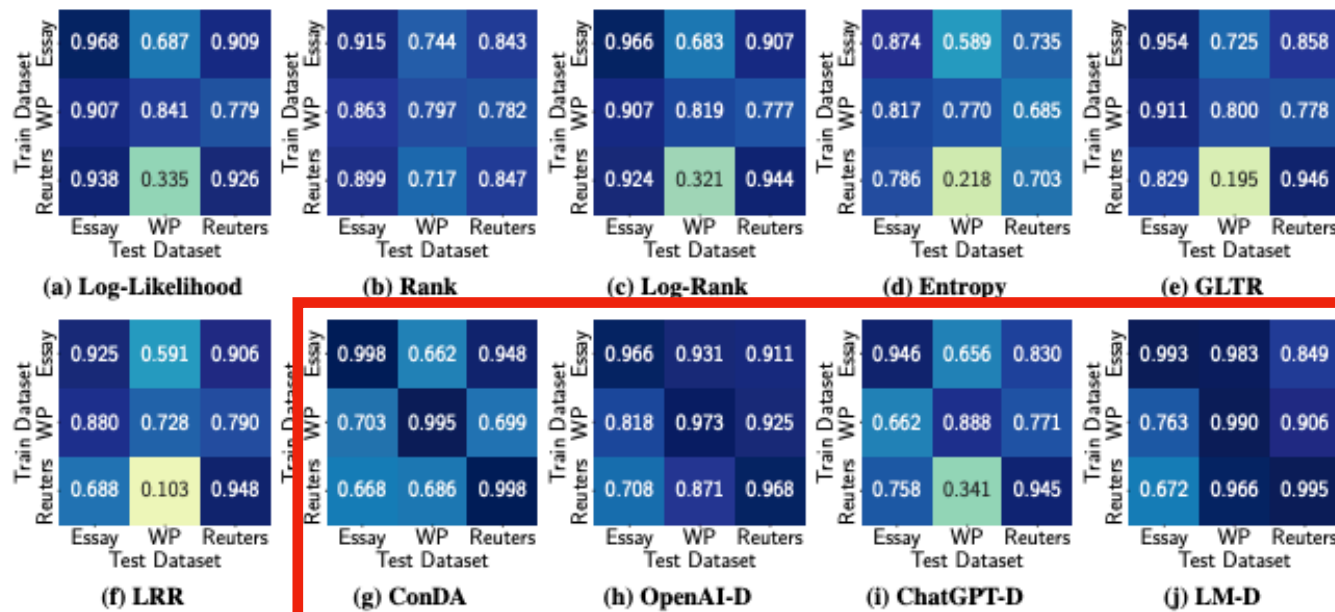 Train Dataset
Essay
WP
Reuters
0.968 0.687 0.909
0.907 0.841 0.779
0.938 0.335 0.926
Essay WP Reuters
Test Dataset
(a) Log-Likelihood
Train Dataset
Essay
WP
Reuters
0.915 0.744 0.843
0.863 0.797 0.782
0.899 0.717 0.847
Essay WP Reuters
Test Dataset
(b) Rank
Train Dataset
Essay
WP
Reuters
0.966 0.683 0.907
0.907 0.819 0.777
0.924 0.321 0.944
Essay WP Reuters
Test Dataset
(c) Log-Rank
Train Dataset
Essay
WP
Reuters
0.874 0.589 0.735
0.817 0.770 0.685
0.786 0.218 0.703
Essay WP Reuters
Test Dataset
(d) Entropy
Train Dataset
Essay
WP
Reuters
0.954 0.725 0.858
0.911 0.800 0.778
0.829 0.195 0.946
Essay WP Reuters
Test Dataset
(e) GLTR
Train Dataset
Essay
WP
Reuters
0.925 0.591 0.906
0.880 0.728 0.790
0.688 0.103 0.948
Essay WP Reuters
Test Dataset
(f) LRR
Train Dataset
Essay
WP
Reuters
0.998 0.662 0.948
0.703 0.995 0.699
0.668 0.686 0.998
Essay WP Reuters
Test Dataset
(g) ConDA
Train Dataset
Essay
WP
Reuters
0.966 0.931 0.911
0.818 0.973 0.925
0.708 0.871 0.968
Essay WP Reuters
Test Dataset
(h) OpenAI-D
Train Dataset
Essay
WP
Reuters
0.946 0.656 0.830
0.662 0.888 0.771
0.758 0.341 0.945
Essay WP Reuters
Test Dataset
(i) ChatGPT-D
Train Dataset
Essay
WP
Reuters
0.993 0.983 0.849
0.763 0.990 0.906
0.672 0.966 0.995
Essay WP Reuters
Test Dataset
(j) LM-D